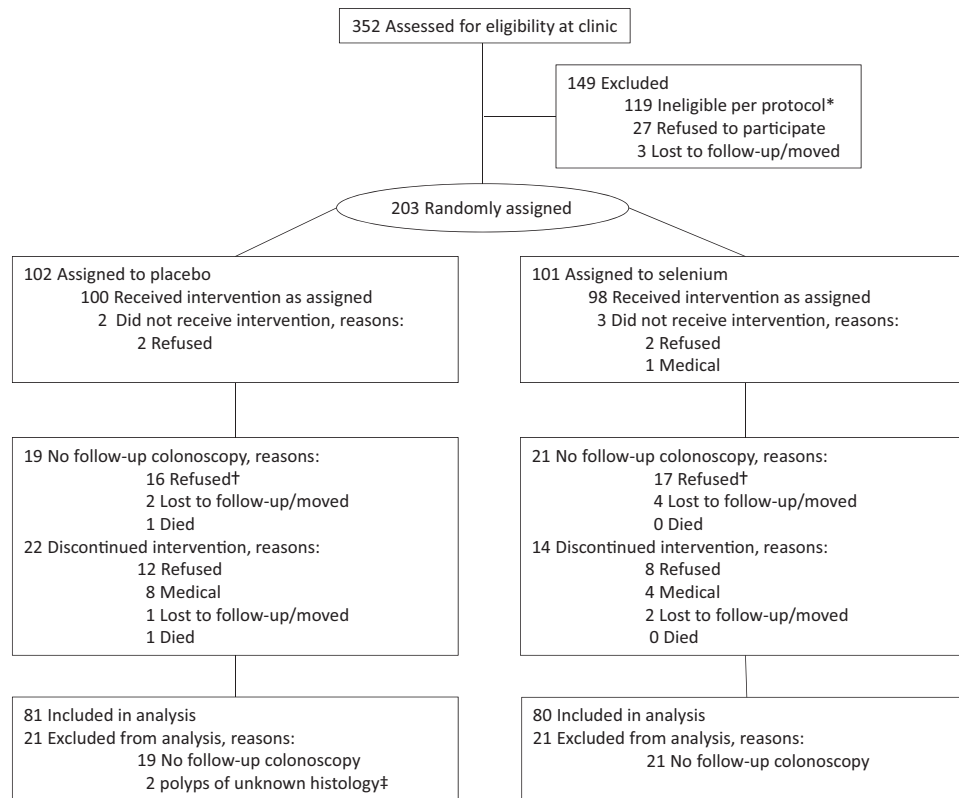 352 Assessed for eligibility at clinic
149 Excluded
119 Ineligible per protocol*
27 Refused to participate
3 Lost to follow-up/moved
203 Randomly assigned
102 Assigned to placebo
100 Received intervention as assigned
2 Did not receive intervention, reasons:
2 Refused
101 Assigned to selenium
98 Received intervention as assigned
3 Did not receive intervention, reasons:
2 Refused
1 Medical
19 No follow-up colonoscopy, reasons:
16 Refused†
2 Lost to follow-up/moved
1 Died
22 Discontinued intervention, reasons:
12 Refused
8 Medical
1 Lost to follow-up/moved
1 Died
21 No follow-up colonoscopy, reasons:
17 Refused†
4 Lost to follow-up/moved
0 Died
14 Discontinued intervention, reasons:
8 Refused
4 Medical
2 Lost to follow-up/moved
0 Died
81 Included in analysis
21 Excluded from analysis, reasons:
19 No follow-up colonoscopy
2 polyps of unknown histology‡
80 Included in analysis
21 Excluded from analysis, reasons:
21 No follow-up colonoscopy